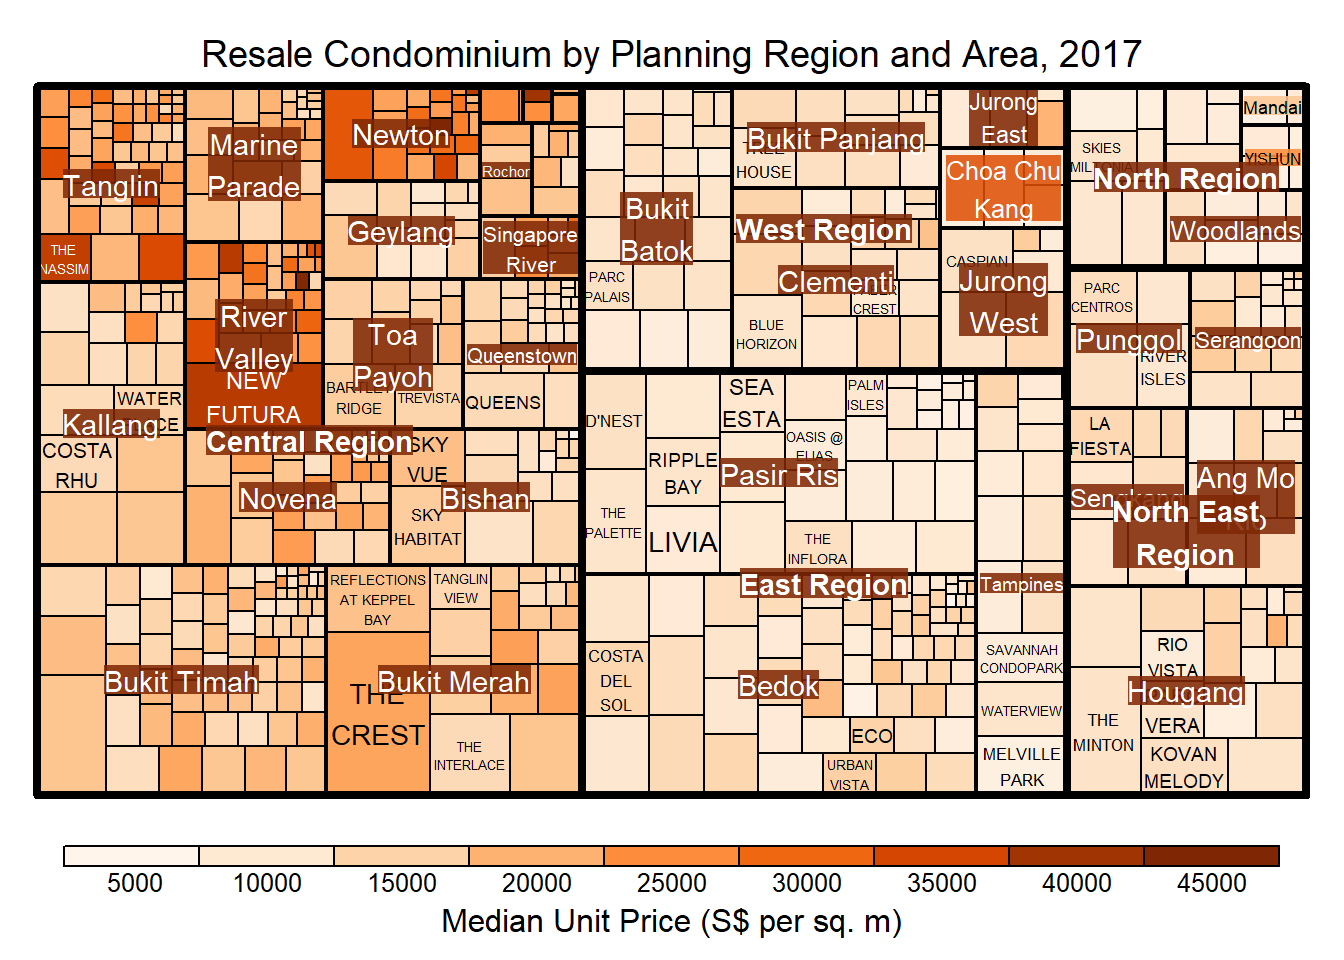 Resale Condominium by Planning Region and Area, 2017
Tanglin
THE
NASSIM
Marine
Parade
Newton
Rochor
Geylang
Singapore
River
River
Valley
NEW
FUTURA
Toa
Payoh
BARTLEY
RIDGE
TREVISTA
Queenstown
QUEENS
Kallang
WATER
COSTA
RHU
Central Region
Novena
SKY
VUE
SKY
HABITAT
Bishan
Bukit Timah
REFLECTIONS
AT KEPPEL
BAY
TANGLIN
VIEW
Bukit Merah
THE
CREST
THE
INTERLACE
Bukit
Batok
PARC
PALAIS
Bukit Panjang
TREE
HOUSE
West Region
Clementi
CREST
BLUE
HORIZON
Jurong
East
Choa Chu
Kang
CASPIAN
Jurong
West
SKIES
MILTONIA
North Region
Mandai
YISHUN
Woodlands
PARC
CENTROS
Punggol
RIVER
ISLES
Serangoon
LA
FIESTA
Sengkang
Ang Mo
North East
Region
D'NEST
SEA
ESTA
PALM
ISLES
OASIS @
ELIAS
RIPPLE
BAY
Pasir Ris
THE
PALETTE
LIVIA
THE
INFLORA
East Region
Tampines
COSTA
DEL
SOL
Bedok
ECO
URBAN
VISTA
SAVANNAH
CONDOPARK
WATERVIEW
MELVILLE
PARK
RIO
VISTA
Hougang
VERA
THE
MINTON
KOVAN
MELODY
5000 10000 15000 20000 25000 30000 35000 40000 45000
Median Unit Price (S$ per sq. m)